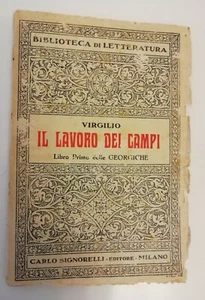 BIBLIOTECA DI LETTERATURA
VIRGILIO
IL LAVORO DEI CAMPI
Libro Primo delle GEORGICHE
CARLO SIGNORELLI - EDITORE - MILANO